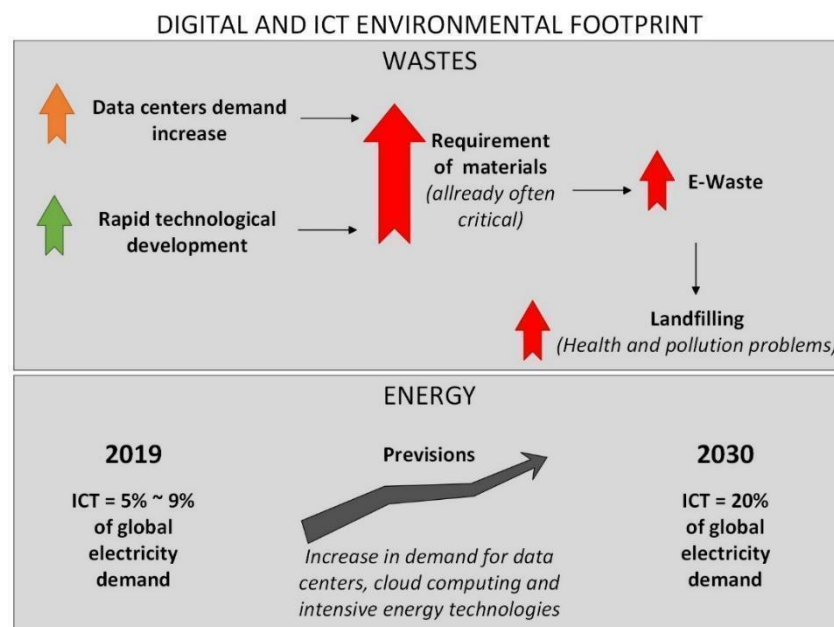 DIGITAL AND ICT ENVIRONMENTAL FOOTPRINT
WASTES
Data centers demand
increase
Rapid technological
development
Requirement
of materials
(allready often
critical)
E-Waste
Landfilling
(Health and pollution problems)
ENERGY
2019
ICT = 5% ~ 9%
of global
electricity
demand
Previsions
Increase in demand for data
centers, cloud computing and
intensive energy technologies
2030
ICT = 20%
of global
electricity
demand